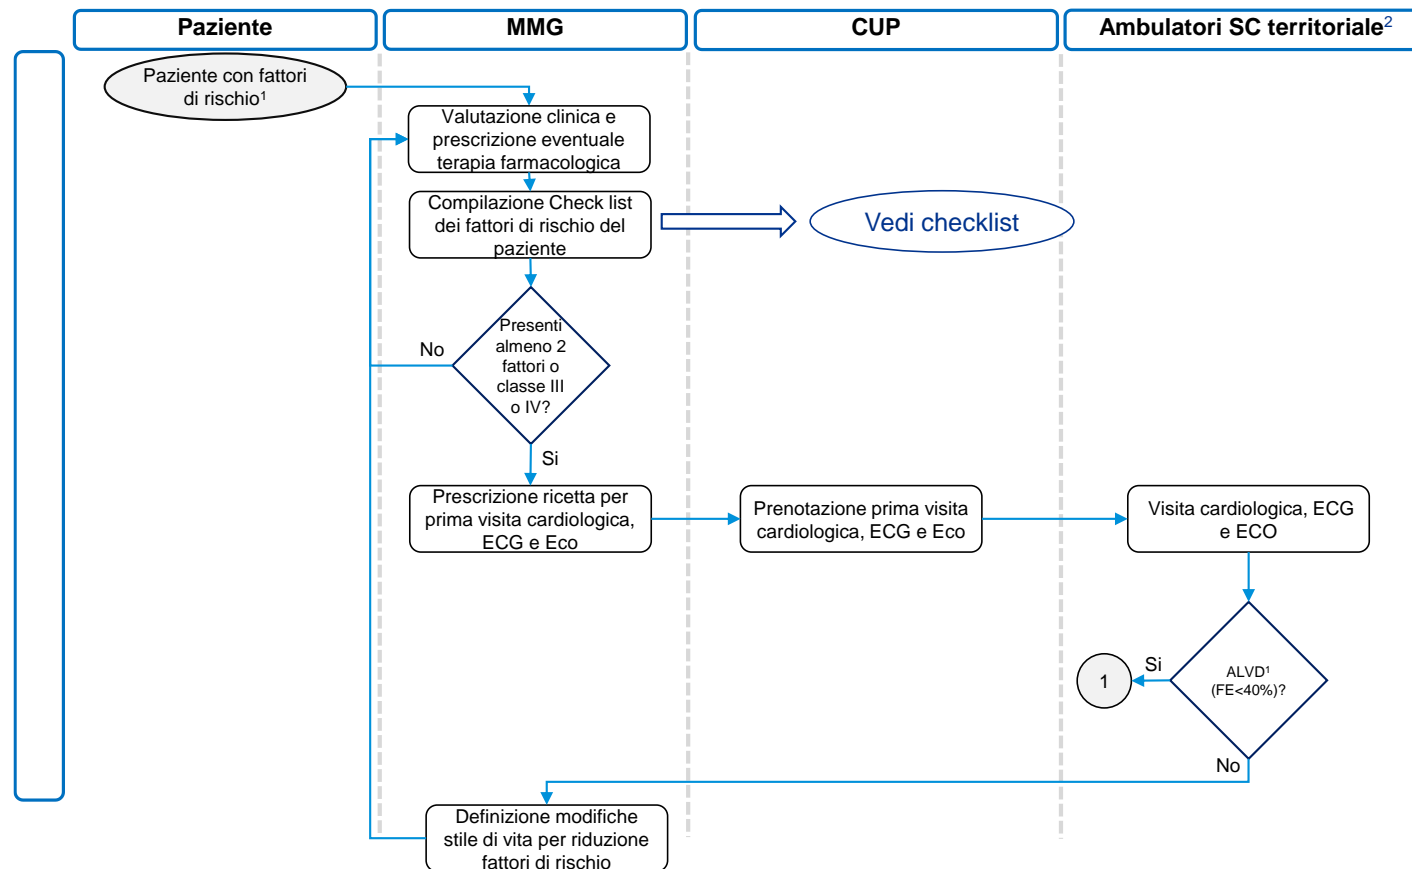 Paziente
MMG
CUP
Ambulatori SC territoriale²
Paziente con fattori
di rischio¹
Valutazione clinica e
prescrizione eventuale
terapia farmacologica
Compilazione Check list
dei fattori di rischio del
paziente
Vedi checklist
Presenti
almeno 2
fattori o
classe III
o IV?
No
Si
Prescrizione ricetta per
prima visita cardiologica,
ECG e Eco
Prenotazione prima visita
cardiologica, ECG e Eco
Visita cardiologica, ECG
e ECO
ALVD¹
(FE<40%)?
Si
1
No
Definizione modifiche
stile di vita per riduzione
fattori di rischio